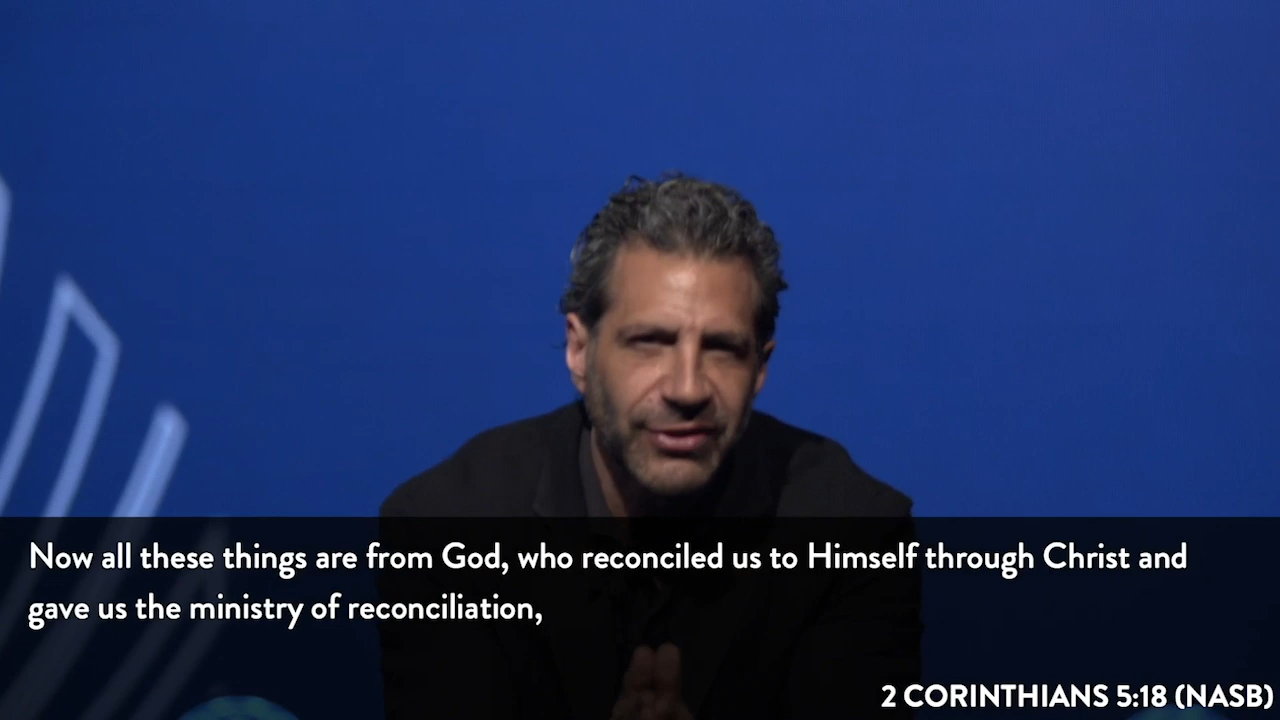 Now all these things are from God, who reconciled us to Himself through Christ and
gave us the ministry of reconciliation,
2 CORINTHIANS 5:18 (NASB)